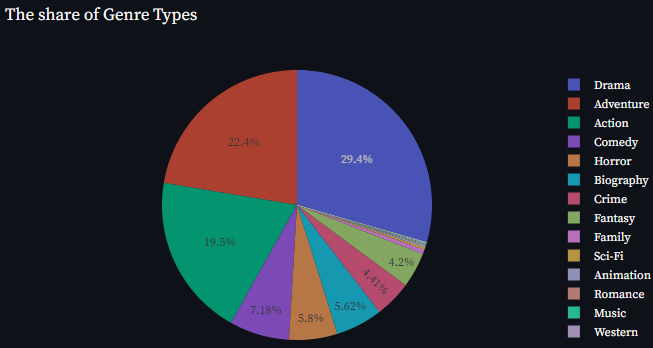 The share of Genre Types
29.4%
22.4%
19.5%
7.18%
5.8%
5.62%
4.41%
4.2%
Drama
Adventure
Action
Comedy
Horror
Biography
Crime
Fantasy
Family
Sci-Fi
Animation
Romance
Music
Western